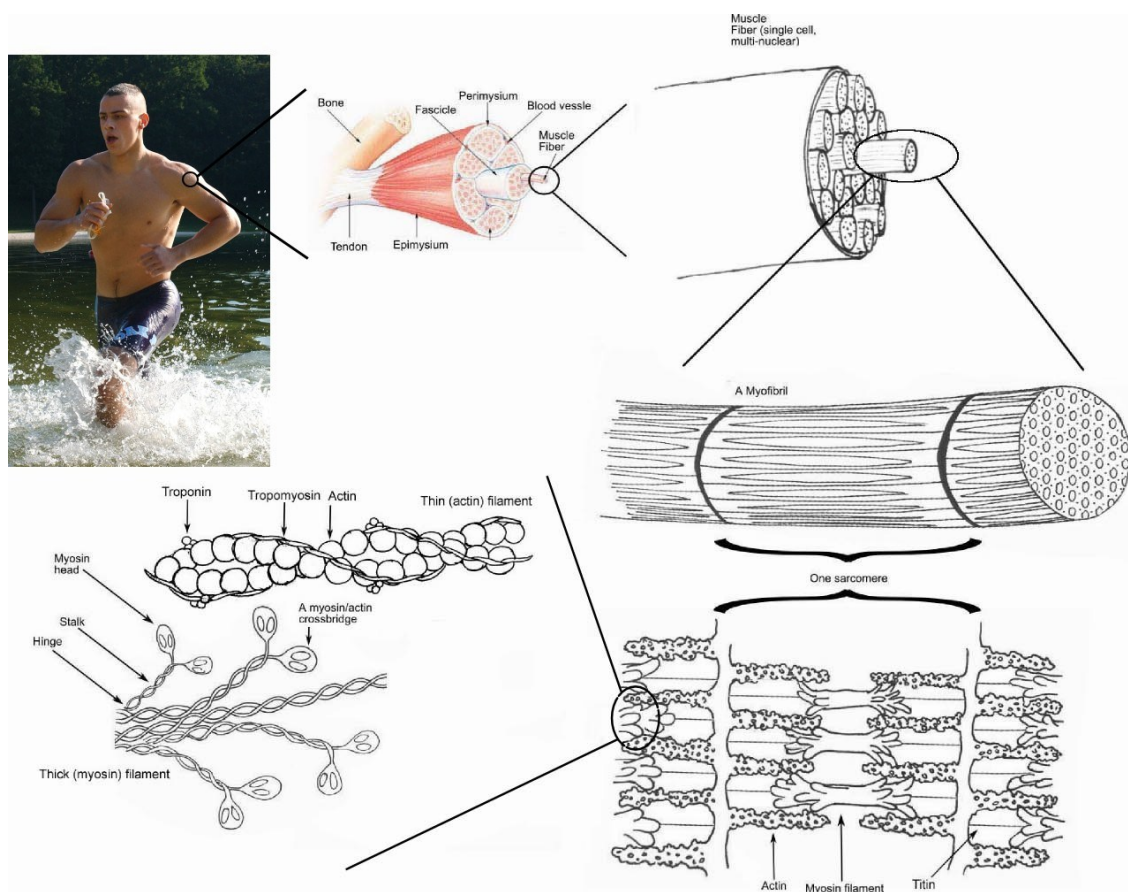 Muscle
Fiber (single cell,
multi-nuclear)
Bone
Fascicle
Perimysium
Blood vessle
Muscle
Fiber
Tendon
Epimysium
A Myofibril
One sarcomere
Troponin
Tropomyosin
Actin
Thin (actin) filament
Myosin
head
Stalk
Hinge
A myosin/actin
crossbridge
Thick (myosin) filament
Actin
Myosin filament
Titin